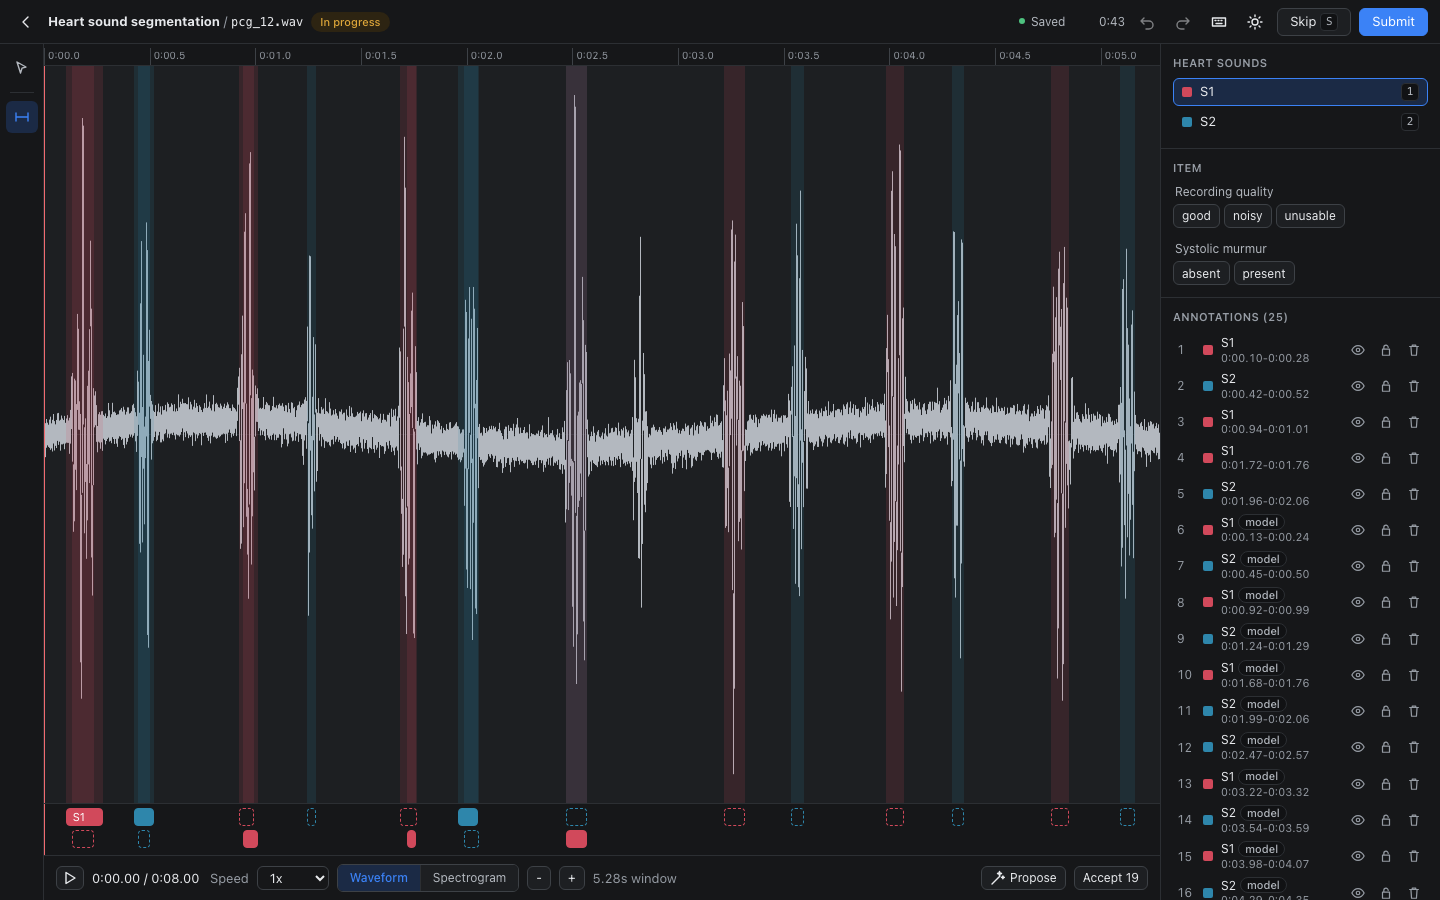 Heart sound segmentation / pcg_12.wav In progress Saved 0:43 Skip S Submit
0:00.0 0:00.5 0:01.0 0:01.5 0:02.0 0:02.5 0:03.0 0:03.5 0:04.0 0:04.5 0:05.0
HEART SOUNDS
S1 1
S2 2
ITEM
Recording quality
good noisy unusable
Systolic murmur
absent present
ANNOTATIONS (25)
1 S1
0:00.10-0:00.28
2 S2
0:00.42-0:00.52
3 S1
0:00.94-0:01.01
4 S1
0:01.72-0:01.76
5 S2
0:01.96-0:02.06
6 S1 model
0:00.13-0:00.24
7 S2 model
0:00.45-0:00.50
8 S1 model
0:00.92-0:00.99
9 S2 model
0:01.24-0:01.29
10 S1 model
0:01.68-0:01.76
11 S2 model
0:01.99-0:02.06
12 S2 model
0:02.47-0:02.57
13 S1 model
0:03.22-0:03.32
14 S2 model
0:03.54-0:03.59
15 S1 model
0:03.98-0:04.07
16 S2 model
0:04.29-0:04.35
S1
0:00.00 / 0:08.00 Speed 1x Waveform Spectrogram - + 5.28s window Propose Accept 19